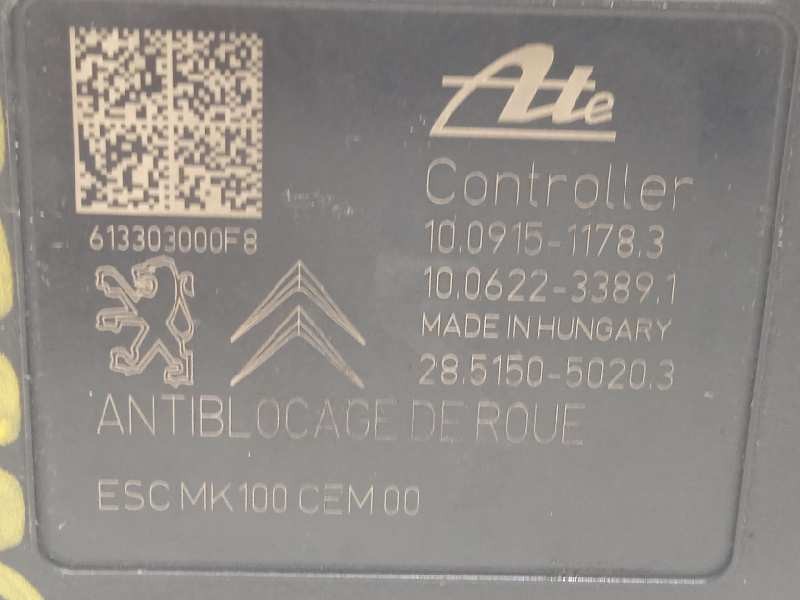 Ate
Controller
613303000F8
10.0915-1178.3
10.0622-3389.1
MADE IN HUNGARY
28.5150-5020.3
ANTIBLOCAGE DE ROUE
ESC MK100 CEM 00